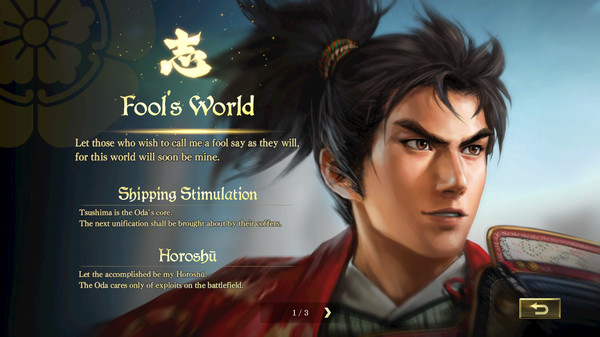 志
Fool's World
Let those who wish to call me a fool say as they will,
for this world will soon be mine.
Shipping Stimulation
Tsushima is the Oda's core.
The next unification shall be brought about by their coffers.
Horoshū
Let the accomplished be my Horoshū.
The Oda cares only of exploits on the battlefield.
1 / 3